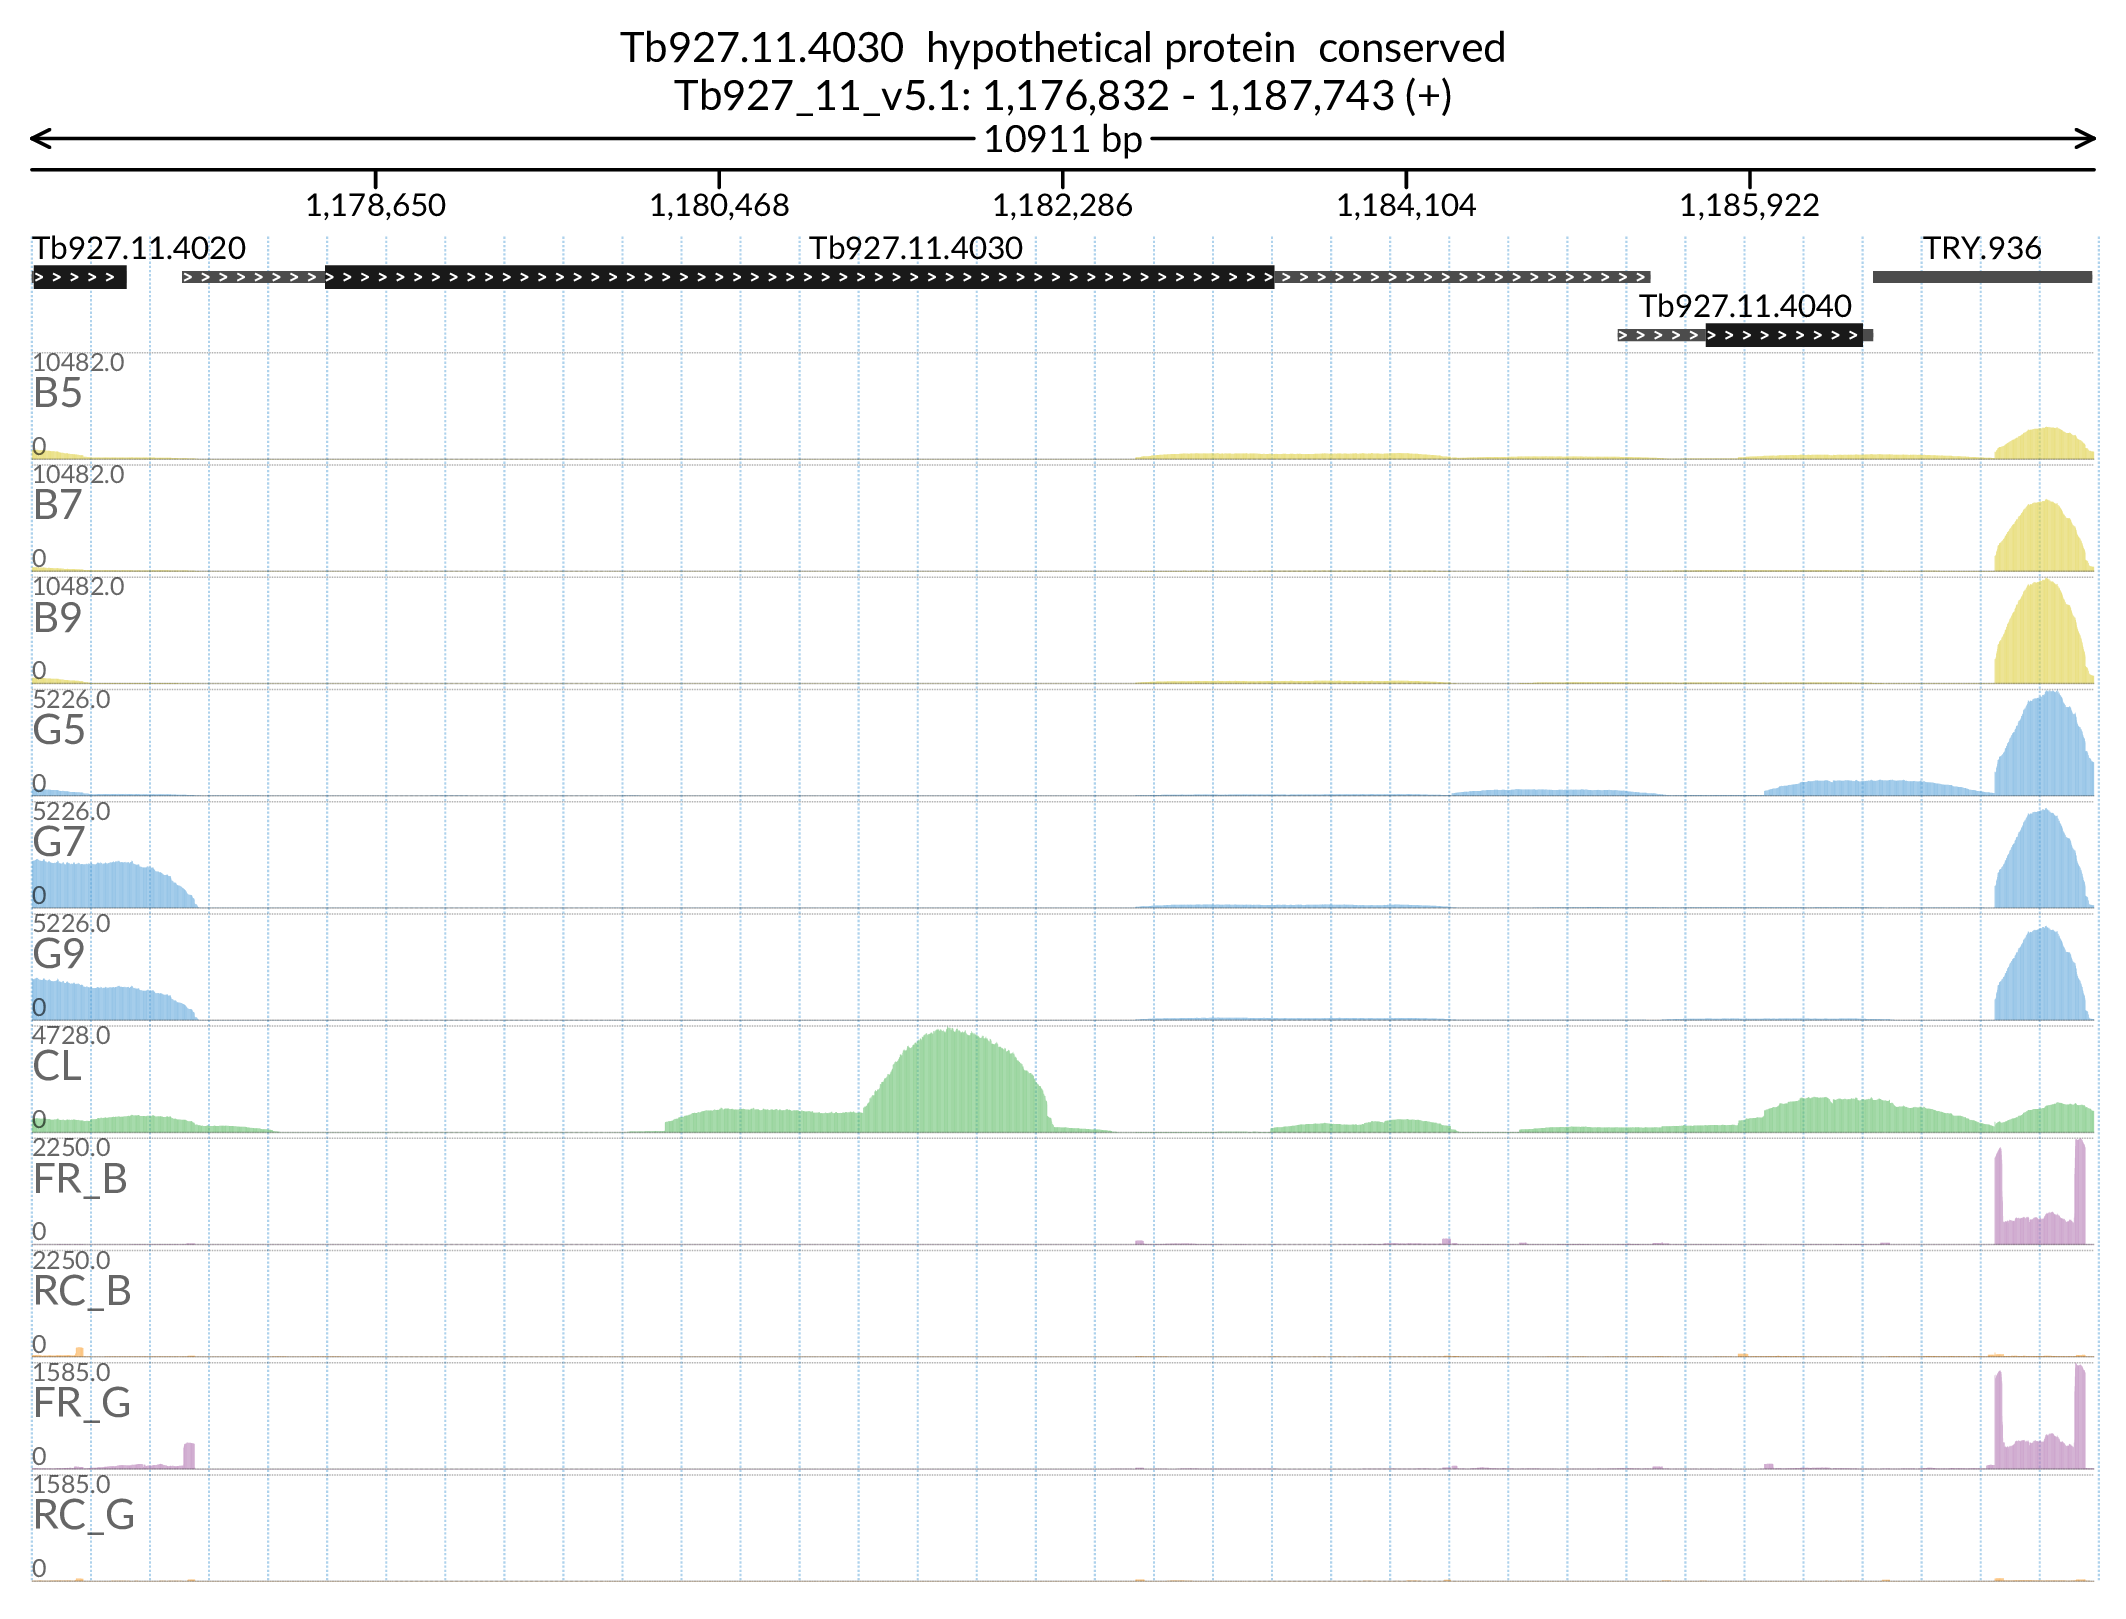 Tb927.11.4030 hypothetical protein conserved
Tb927_11_v5.1: 1,176,832 - 1,187,743 (+)
10911 bp
1,178,650 1,180,468 1,182,286 1,184,104 1,185,922
Tb927.11.4020 Tb927.11.4030 TRY.936
Tb927.11.4040
10482.0
B5
0
10482.0
B7
0
10482.0
B9
0
5226.0
G5
0
5226.0
G7
0
5226.0
G9
0
4728.0
CL
0
2250.0
FR_B
0
2250.0
RC_B
0
1585.0
FR_G
0
1585.0
RC_G
0